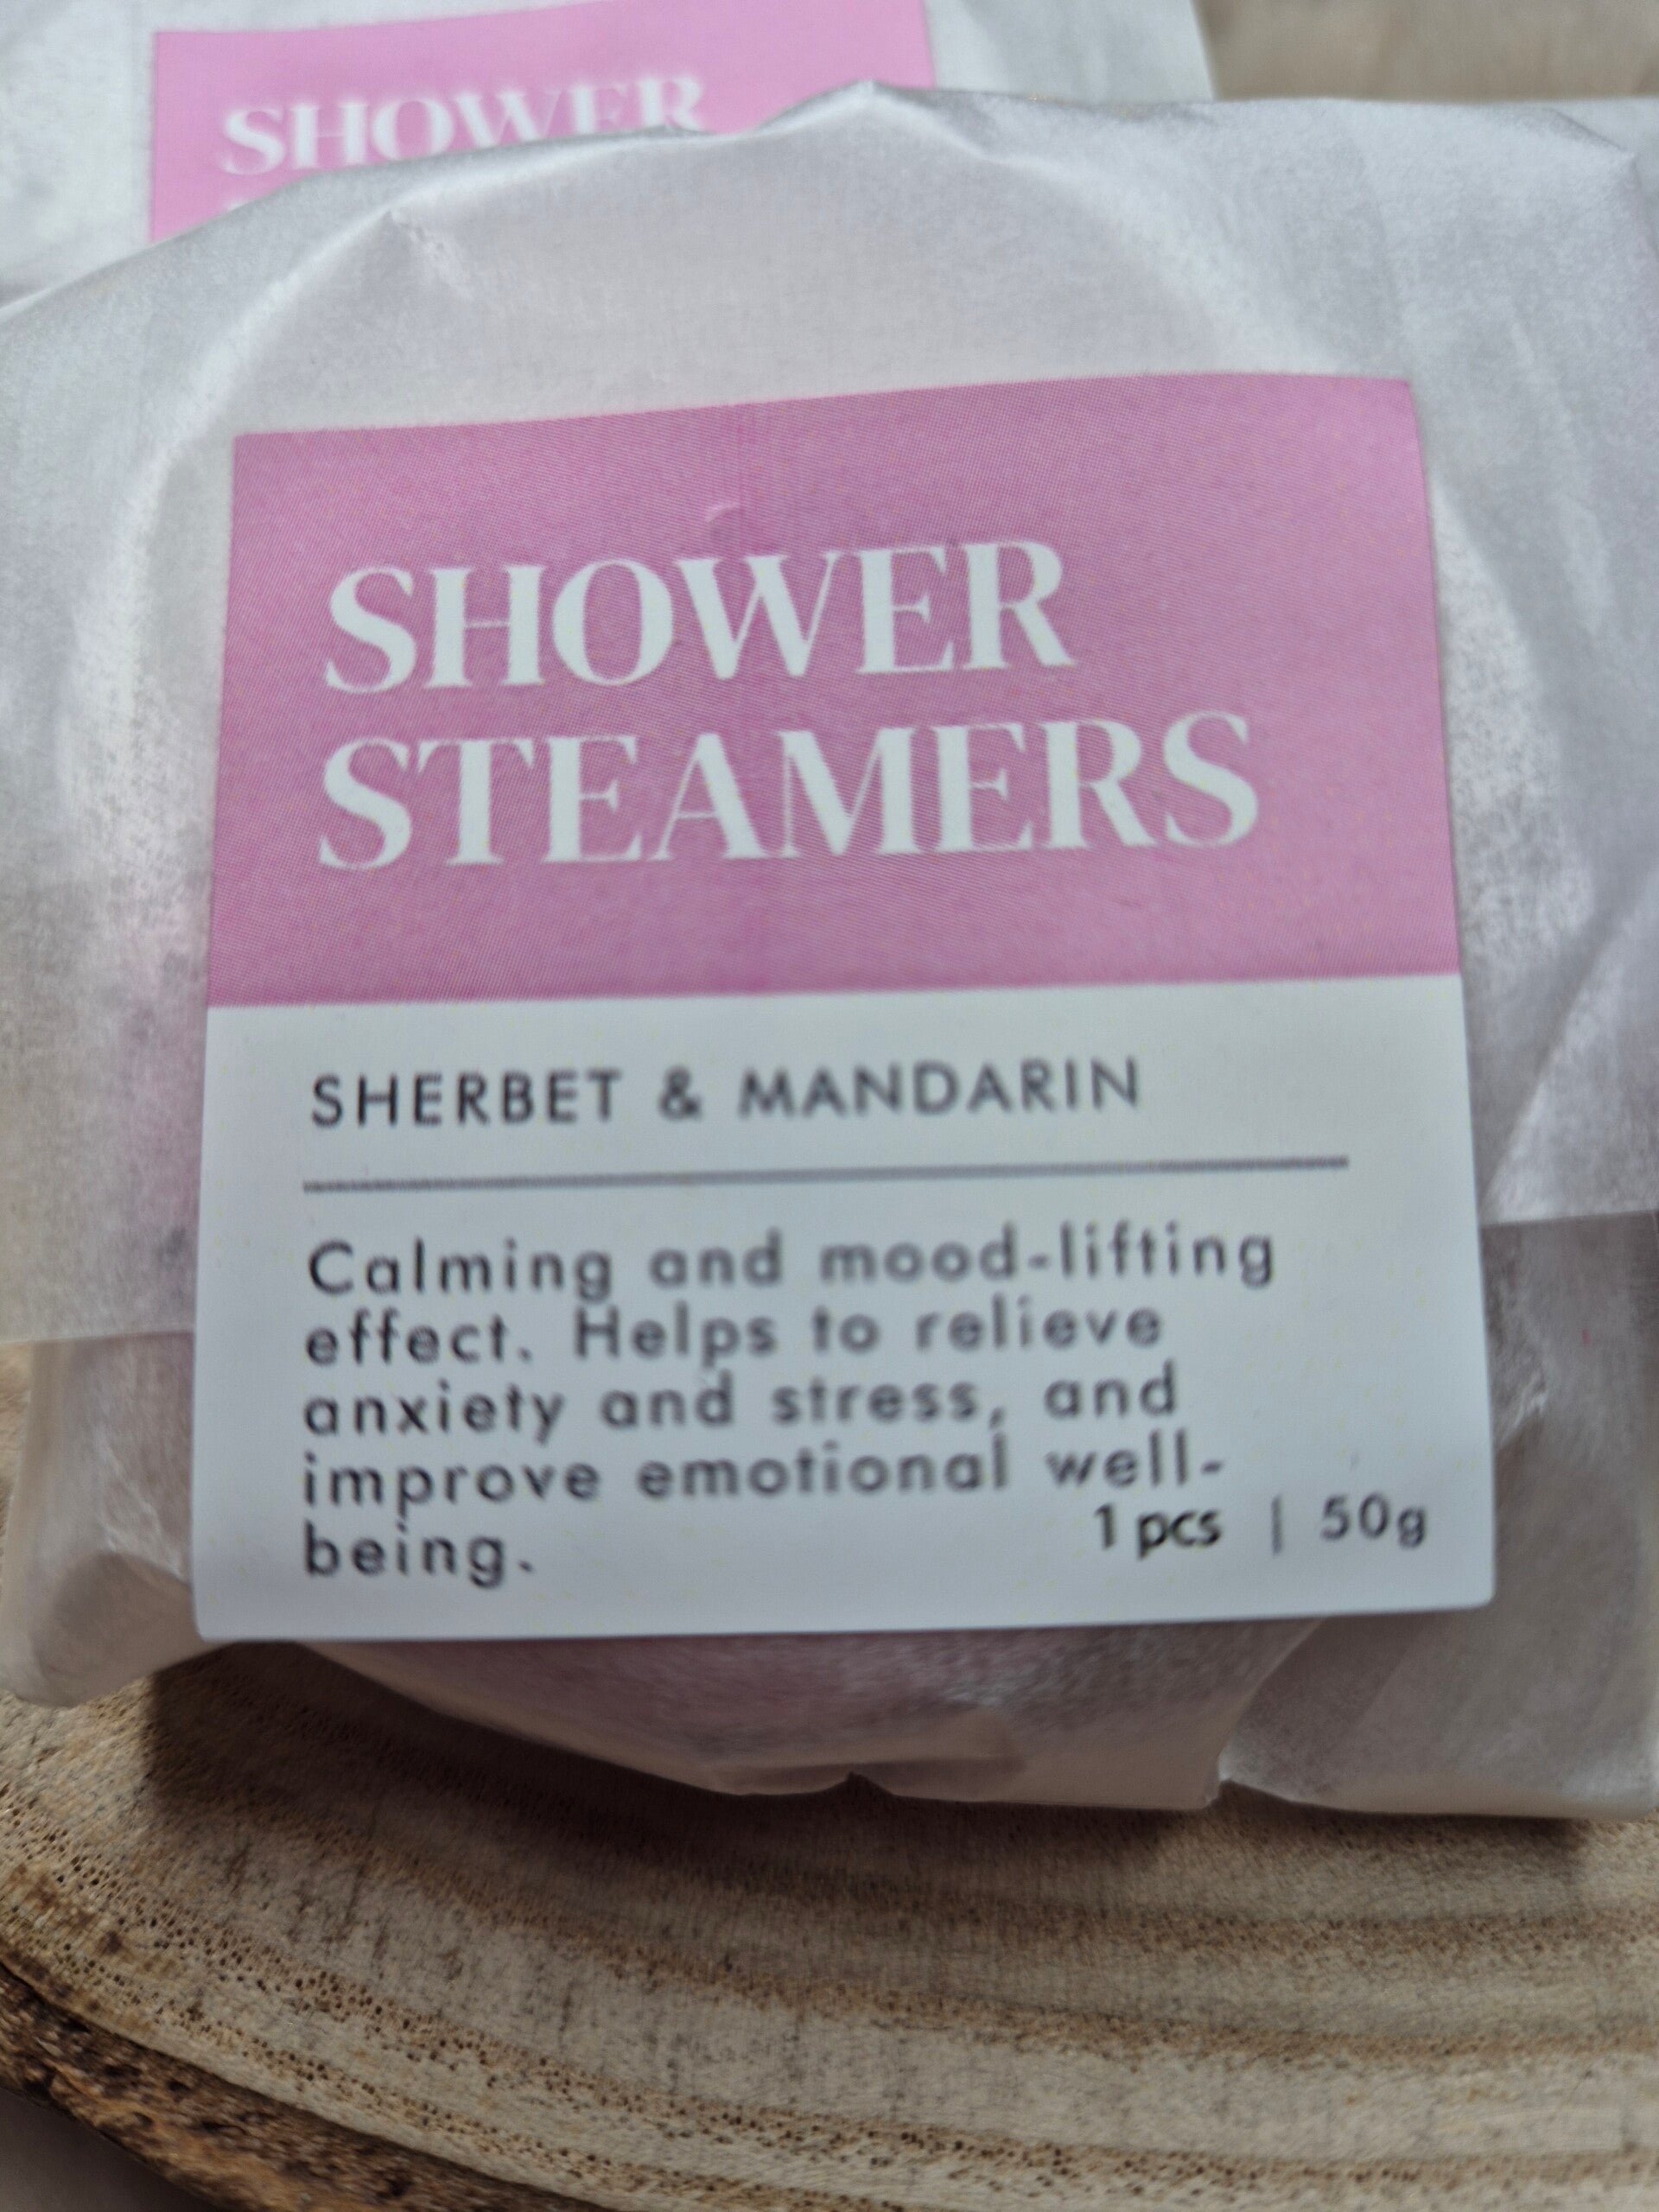 SHOWER
SHOWER
STEAMERS
SHERBET & MANDARIN
Calming and mood-lifting
effect. Helps to relieve
anxiety and stress, and
improve emotional well-
being.
1 pcs | 50g